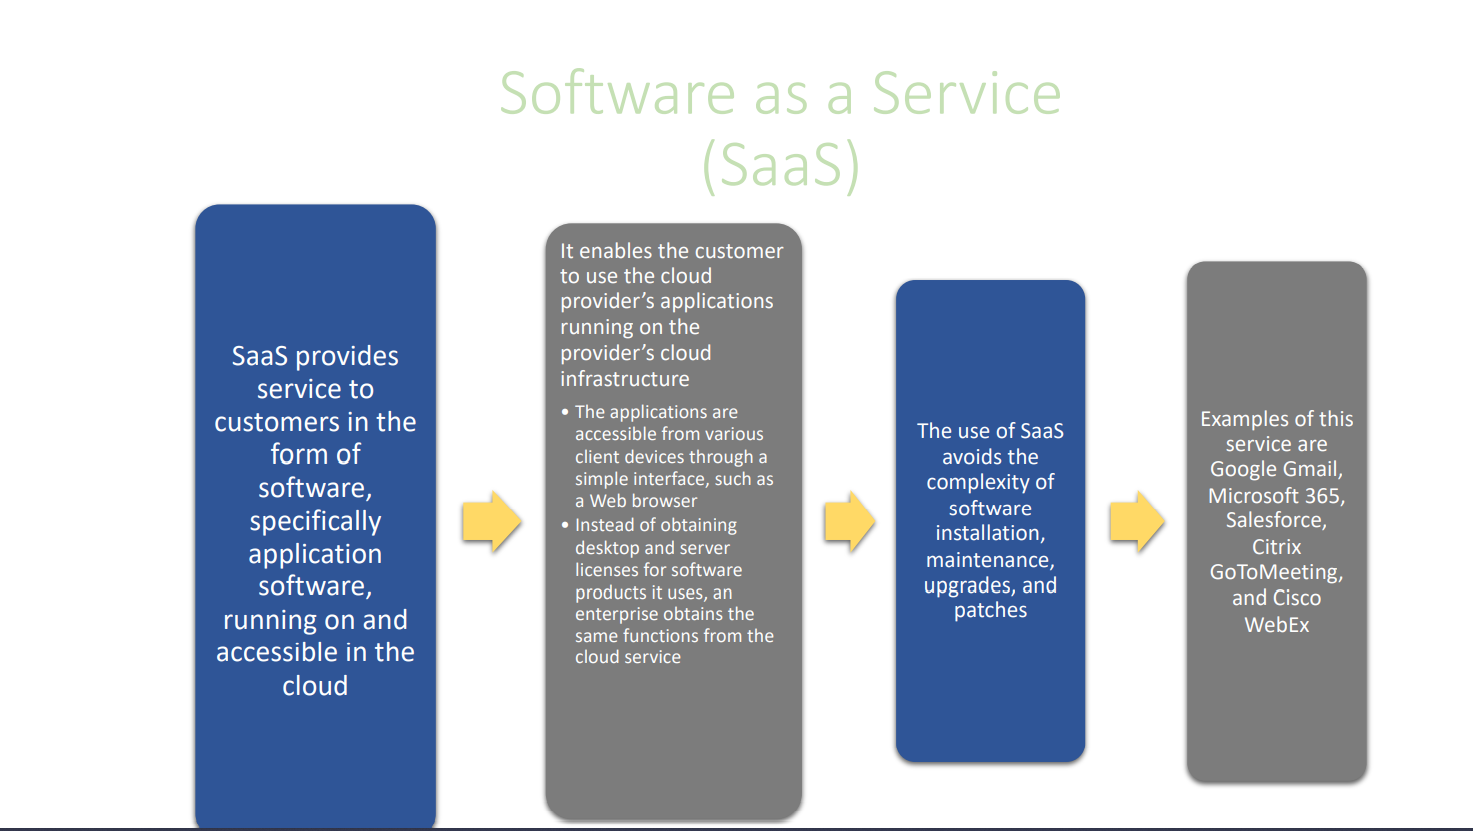 Software as a Service
(SaaS)
SaaS provides
service to
customers in the
form of
software,
specifically
application
software,
running on and
accessible in the
cloud
It enables the customer
to use the cloud
provider’s applications
running on the
provider’s cloud
infrastructure
• The applications are
accessible from various
client devices through a
simple interface, such as
a Web browser
• Instead of obtaining
desktop and server
licenses for software
products it uses, an
enterprise obtains the
same functions from the
cloud service
The use of SaaS
avoids the
complexity of
software
installation,
maintenance,
upgrades, and
patches
Examples of this
service are
Google Gmail,
Microsoft 365,
Salesforce,
Citrix
GoToMeeting,
and Cisco
WebEx